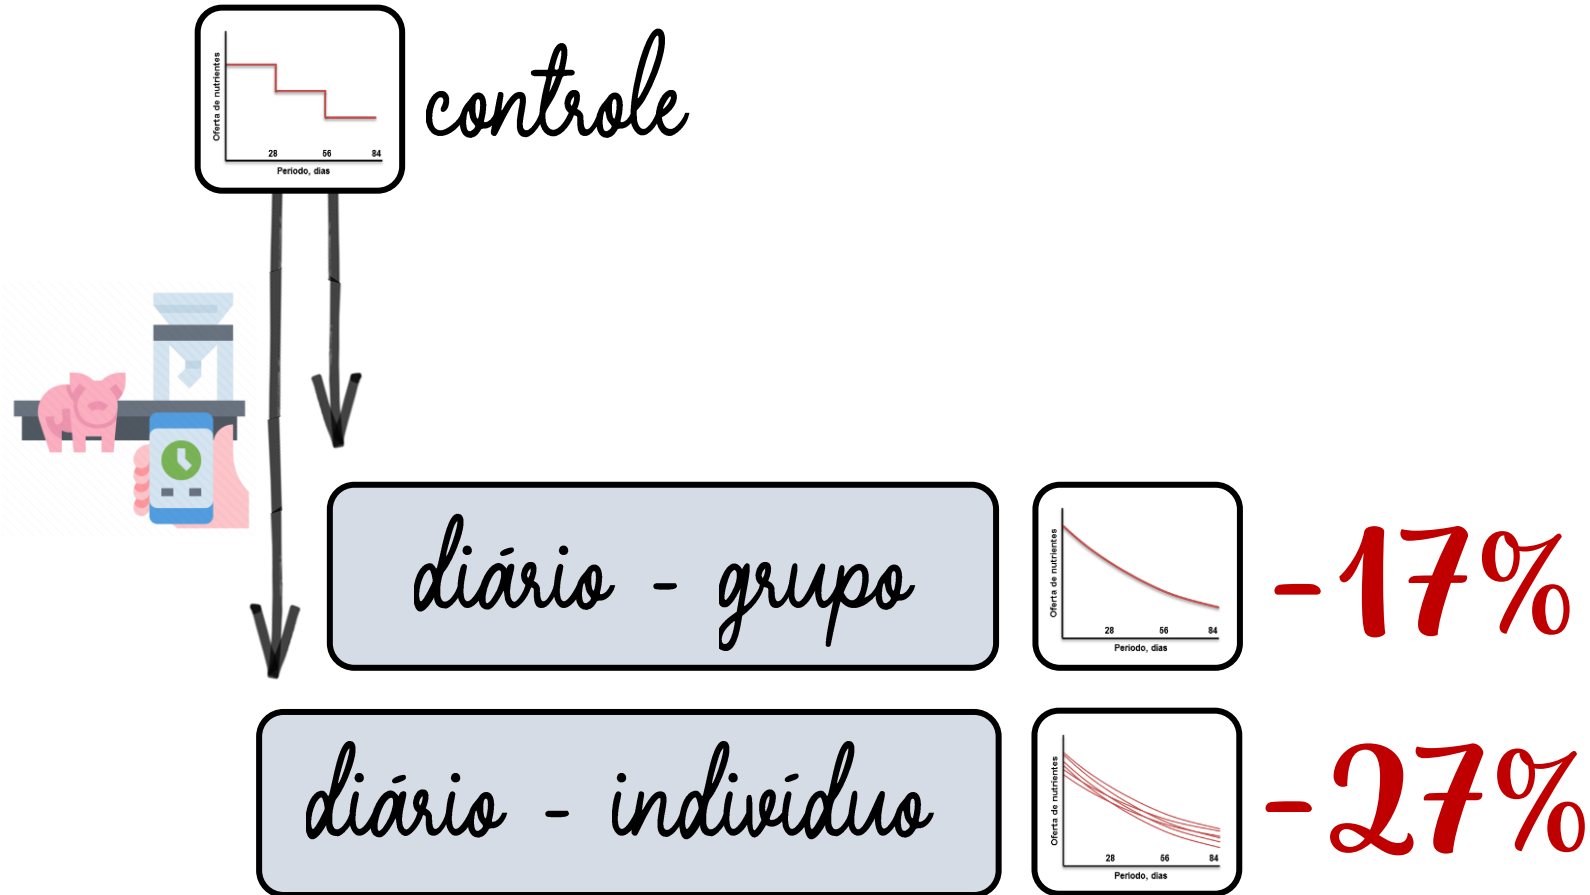 Oferta de nutrientes
28 56 84
Período, dias
controle
diário - grupo
Oferta de nutrientes
28 56 84
Período, dias
-17%
diário - indivíduo
Oferta de nutrientes
28 56 84
Período, dias
-27%